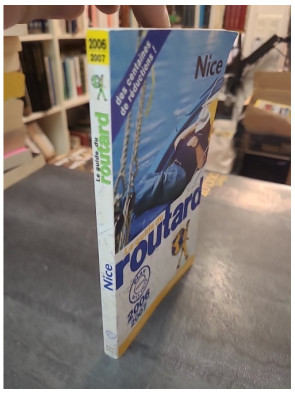 2006
2007
Le guide du
routard
Nice
des centaines
de réductions !
Nice
routard
2006
2007